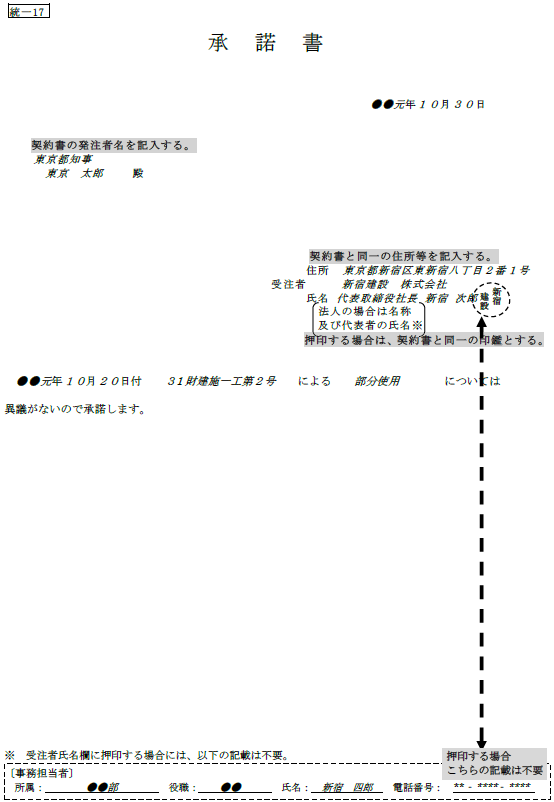 統－17
承　諾　書
●●元年１０月３０日
契約書の発注者名を記入する。
東京都知事
東京　太郎　　殿
契約書と同一の住所等を記入する。
住所　東京都新宿区東新宿八丁目２番１号
受注者　　新宿建設　株式会社
氏名　代表取締役社長　新宿　次郎
新宿
建設
法人の場合は名称
及び代表者の氏名※
押印する場合は、契約書と同一の印鑑とする。
●●元年１０月２０日付　　３１財建施一工第２号　　による　　部分使用　　　については
異議がないので承諾します。
※　受注者氏名欄に押印する場合には、以下の記載は不要。
押印する場合
こちらの記載は不要
〔事務担当者〕
所属：　●●部　　役職：　●●　　氏名：　新宿　四郎　　電話番号：　**－****－****